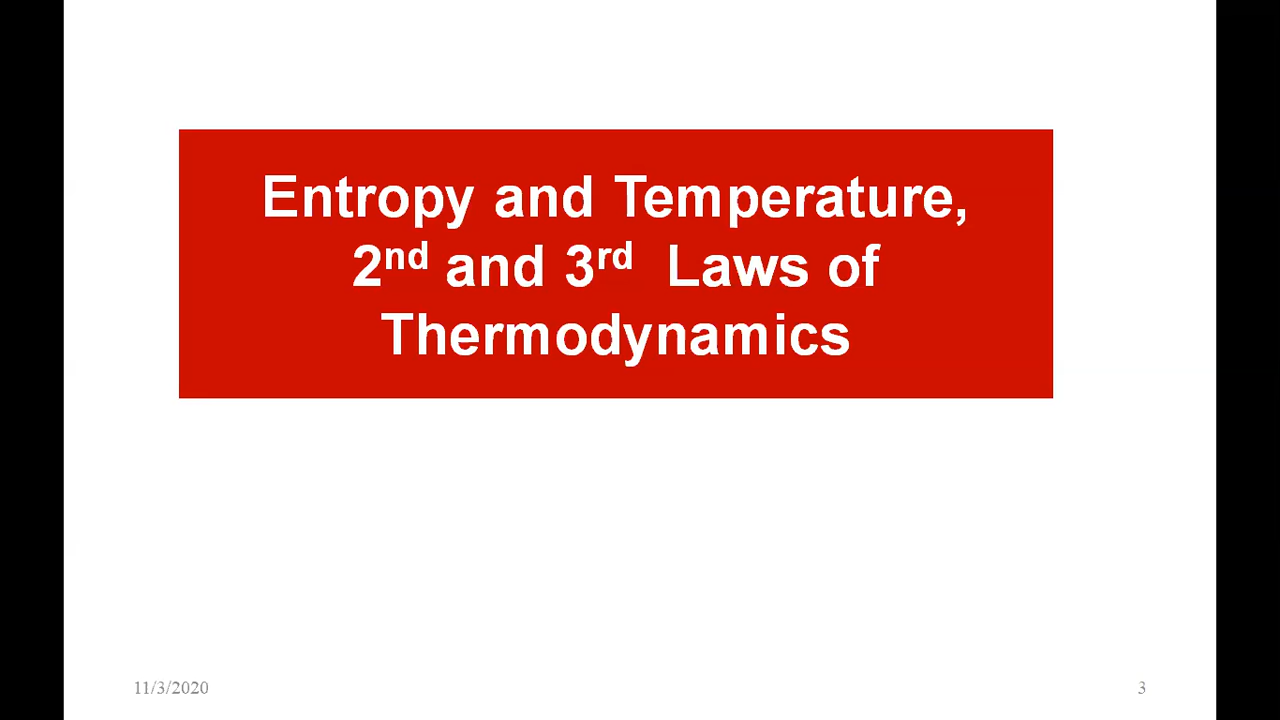 Entropy and Temperature,
2nd and 3rd Laws of
Thermodynamics
11/3/2020
3